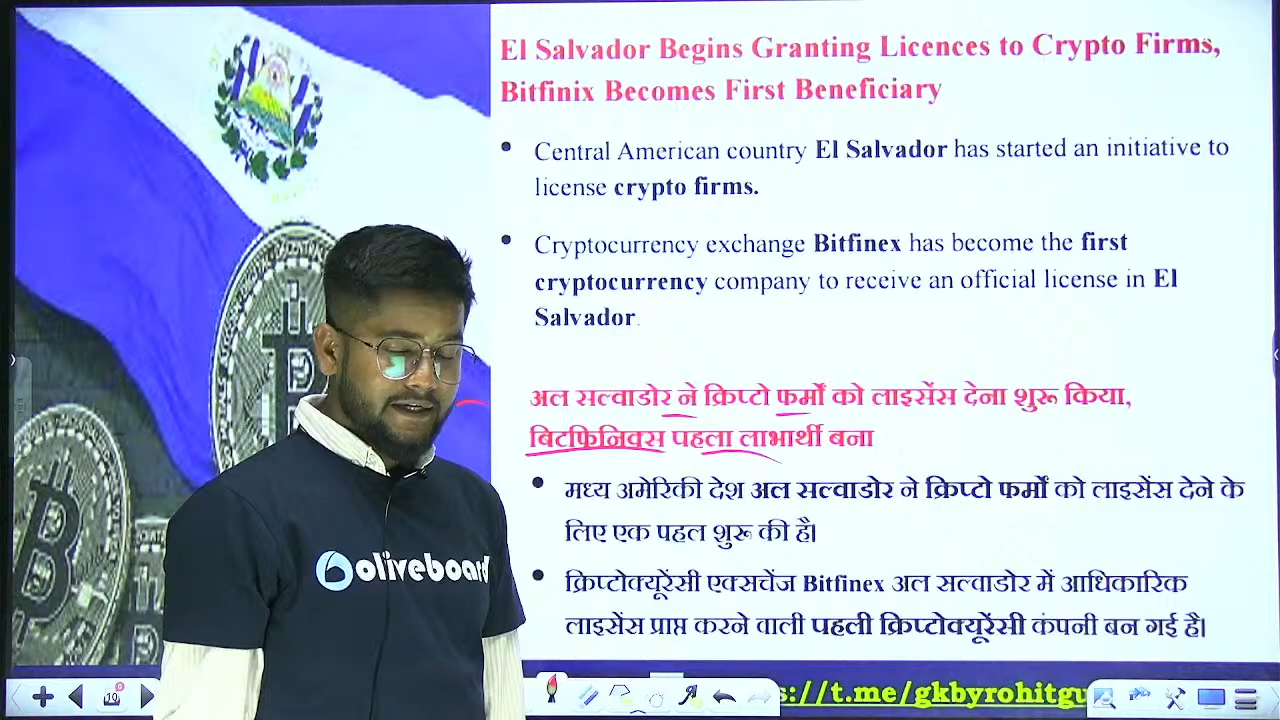 El Salvador Begins Granting Licences to Crypto Firms,
Bitfinix Becomes First Beneficiary
• Central American country El Salvador has started an initiative to
license crypto firms.
• Cryptocurrency exchange Bitfinex has become the first
cryptocurrency company to receive an official license in El
Salvador.
अल सल्वाडोर ने क्रिप्टो फर्मों को लाइसेंस देना शुरू किया,
बिटफिनिक्स पहला लाभार्थी बना
• मध्य अमेरिकी देश अल सल्वाडोर ने क्रिप्टो फर्मों को लाइसेंस देने के
लिए एक पहल शुरू की है।
• क्रिप्टोक्यूरेंसी एक्सचेंज Bitfinex अल सल्वाडोर में आधिकारिक
लाइसेंस प्राप्त करने वाली पहली क्रिप्टोक्यूरेंसी कंपनी बन गई है।
oliveboard
s://t.me/gkbyrohitgu